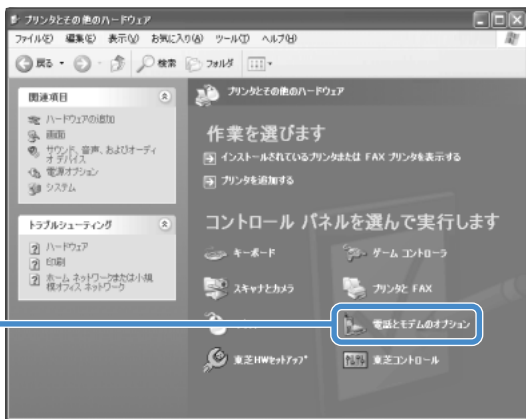 プリンタとその他のハードウェア
ファイル(F) 編集(E) 表示(V) お気に入り(A) ツール(T) ヘルプ(H)
戻る 検索 フォルダ
関連項目
ハードウェアの追加
画面
サウンド、音声、およびオーディ
オ デバイス
電源オプション
システム
トラブルシューティング
ハードウェア
印刷
ホーム ネットワークまたは小規
模オフィス ネットワーク
プリンタとその他のハードウェア
作業を選びます
インストールされているプリンタまたは FAX プリンタを表示する
プリンタを追加する
コントロール パネルを選んで実行します
キーボード
ゲーム コントローラ
スキャナとカメラ
プリンタと FAX
電話とモデムのオプション
東芝HWセットアップ
東芝コントロール